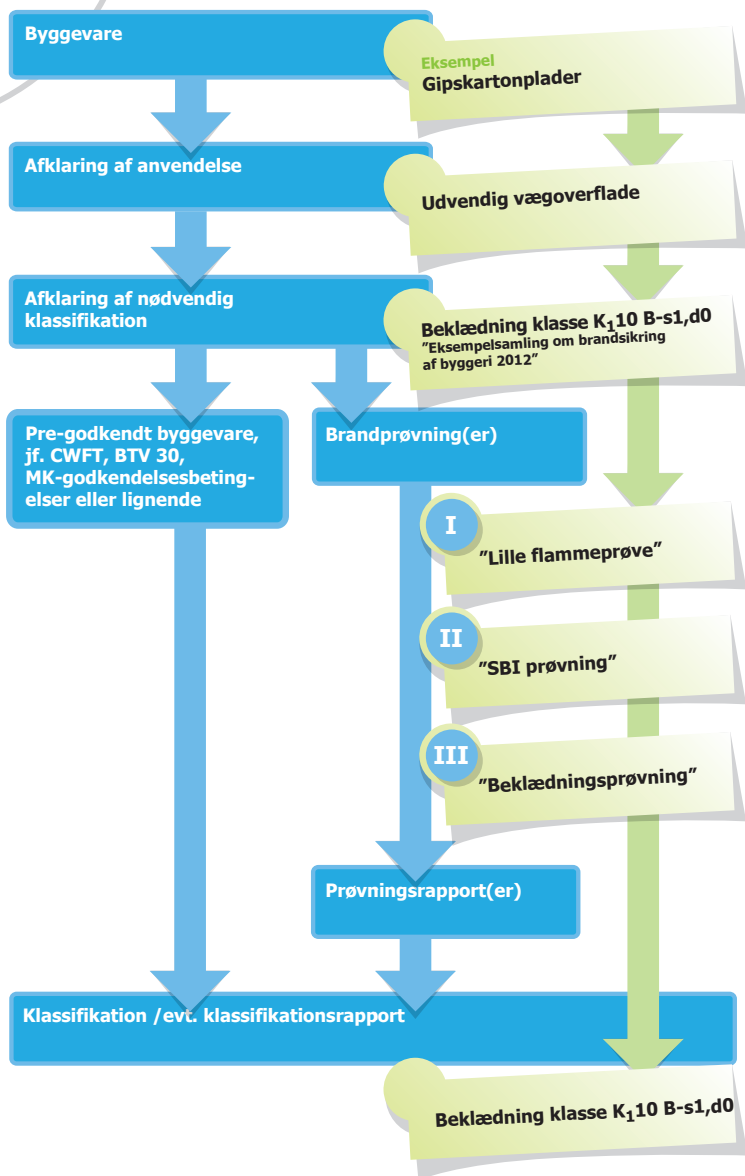 Byggevare
Eksempel
Gipskartonplader
Afklaring af anvendelse
Udvendig vægoverflade
Afklaring af nødvendig
klassifikation
Beklædning klasse K₁10 B-s1,d0
”Eksempelsamling om brandsikring
af byggeri 2012”
Pre-godkendt byggevare,
jf. CWFT, BTV 30,
MK-godkendelsesbeting-
elser eller lignende
Brandprøvning(er)
I
”Lille flammeprøve”
II
”SBI prøvning”
III
”Beklædningsprøvning”
Prøvningsrapport(er)
Klassifikation /evt. klassifikationsrapport
Beklædning klasse K₁10 B-s1,d0